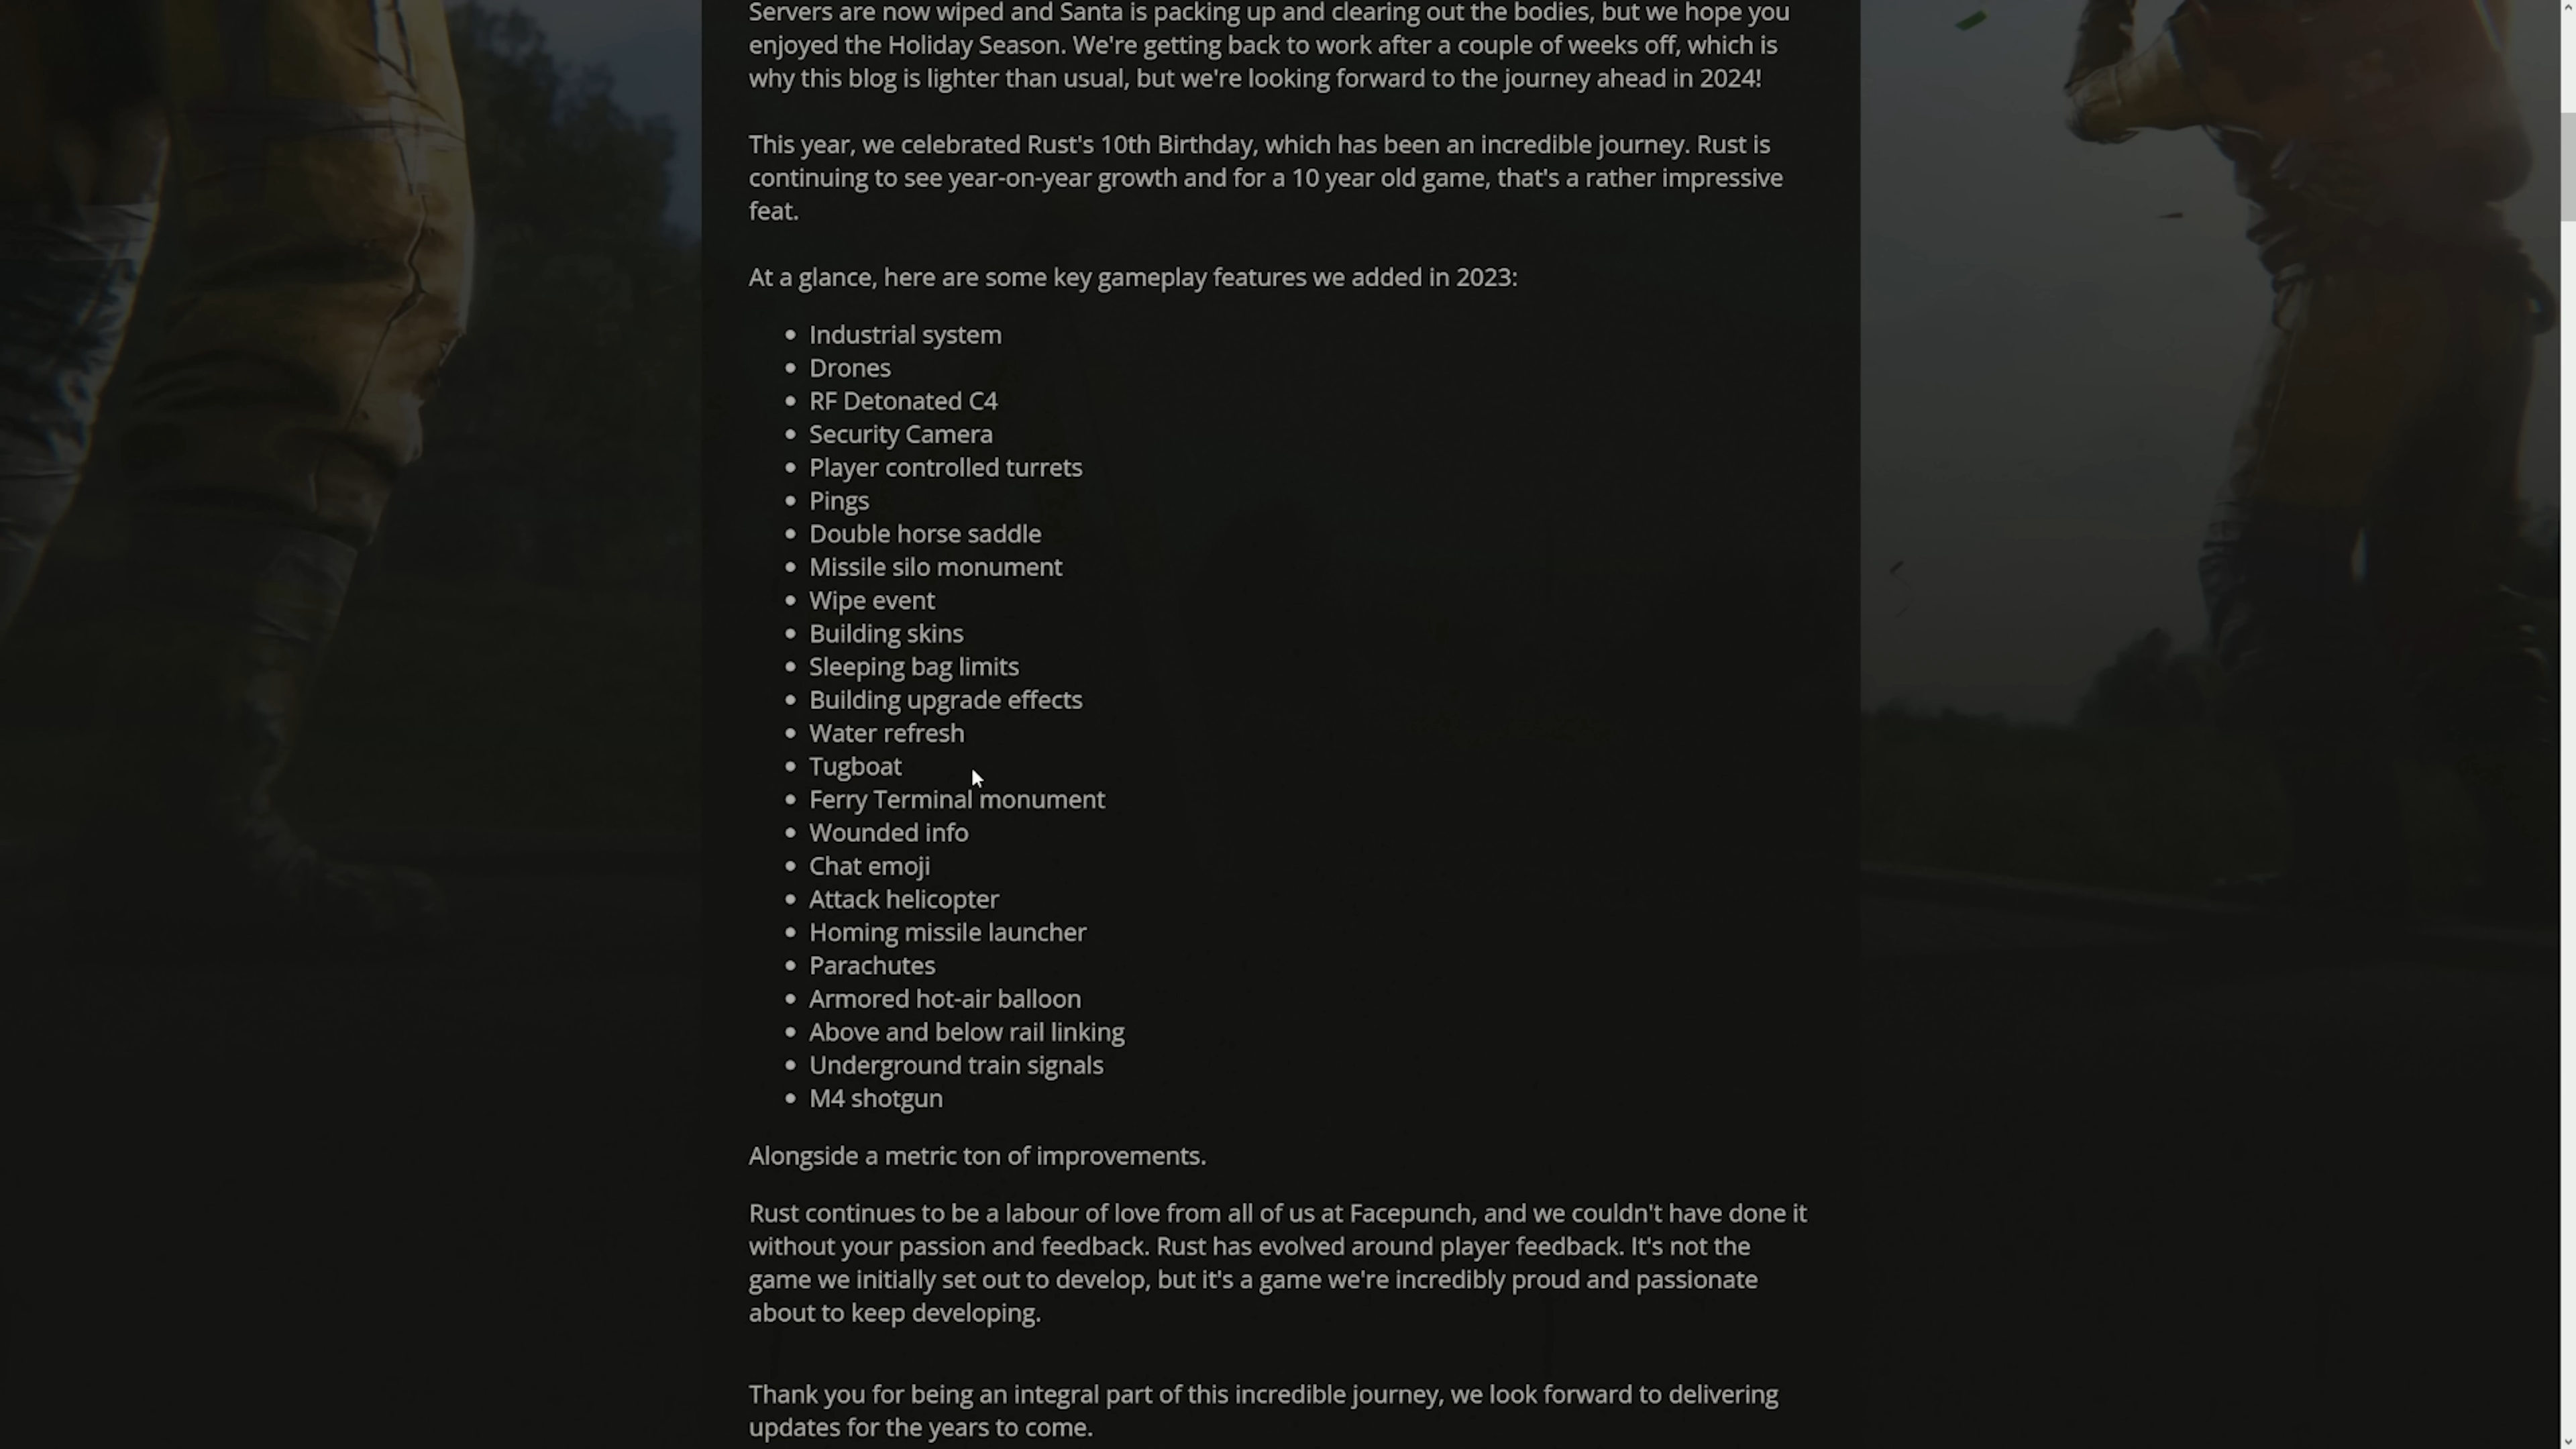 Servers are now wiped and Santa is packing up and clearing out the bodies, but we hope you
enjoyed the Holiday Season. We're getting back to work after a couple of weeks off, which is
why this blog is lighter than usual, but we're looking forward to the journey ahead in 2024!
This year, we celebrated Rust's 10th Birthday, which has been an incredible journey. Rust is
continuing to see year-on-year growth and for a 10 year old game, that's a rather impressive
feat.
At a glance, here are some key gameplay features we added in 2023:
• Industrial system
• Drones
• RF Detonated C4
• Security Camera
• Player controlled turrets
• Pings
• Double horse saddle
• Missile silo monument
• Wipe event
• Building skins
• Sleeping bag limits
• Building upgrade effects
• Water refresh
• Tugboat
• Ferry Terminal monument
• Wounded info
• Chat emoji
• Attack helicopter
• Homing missile launcher
• Parachutes
• Armored hot-air balloon
• Above and below rail linking
• Underground train signals
• M4 shotgun
Alongside a metric ton of improvements.
Rust continues to be a labour of love from all of us at Facepunch, and we couldn't have done it
without your passion and feedback. Rust has evolved around player feedback. It's not the
game we initially set out to develop, but it's a game we're incredibly proud and passionate
about to keep developing.
Thank you for being an integral part of this incredible journey, we look forward to delivering
updates for the years to come.